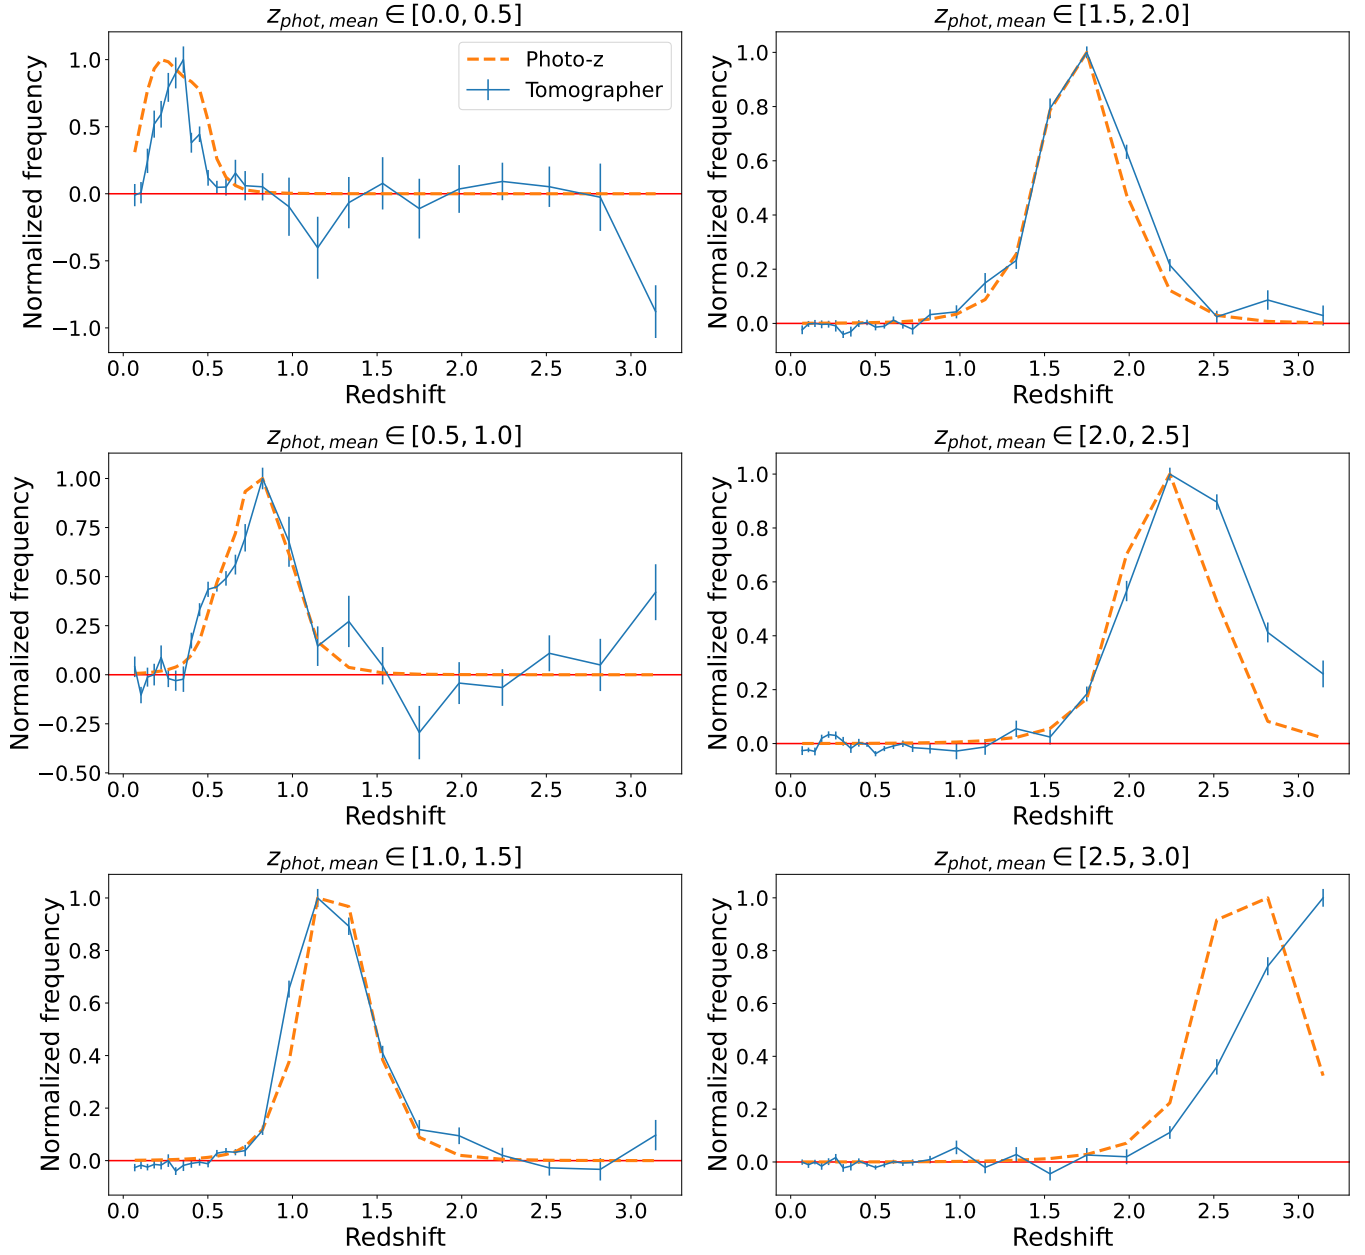 z_{phot, mean} ∈ [0.0, 0.5]
Normalized frequency
1.0
0.5
0.0
−0.5
−1.0
Photo-z
Tomographer
0.0 0.5 1.0 1.5 2.0 2.5 3.0
Redshift
z_{phot, mean} ∈ [1.5, 2.0]
Normalized frequency
1.0
0.8
0.6
0.4
0.2
0.0
0.0 0.5 1.0 1.5 2.0 2.5 3.0
Redshift
z_{phot, mean} ∈ [0.5, 1.0]
Normalized frequency
1.00
0.75
0.50
0.25
0.00
−0.25
−0.50
0.0 0.5 1.0 1.5 2.0 2.5 3.0
Redshift
z_{phot, mean} ∈ [2.0, 2.5]
Normalized frequency
1.0
0.8
0.6
0.4
0.2
0.0
0.0 0.5 1.0 1.5 2.0 2.5 3.0
Redshift
z_{phot, mean} ∈ [1.0, 1.5]
Normalized frequency
1.0
0.8
0.6
0.4
0.2
0.0
0.0 0.5 1.0 1.5 2.0 2.5 3.0
Redshift
z_{phot, mean} ∈ [2.5, 3.0]
Normalized frequency
1.0
0.8
0.6
0.4
0.2
0.0
0.0 0.5 1.0 1.5 2.0 2.5 3.0
Redshift